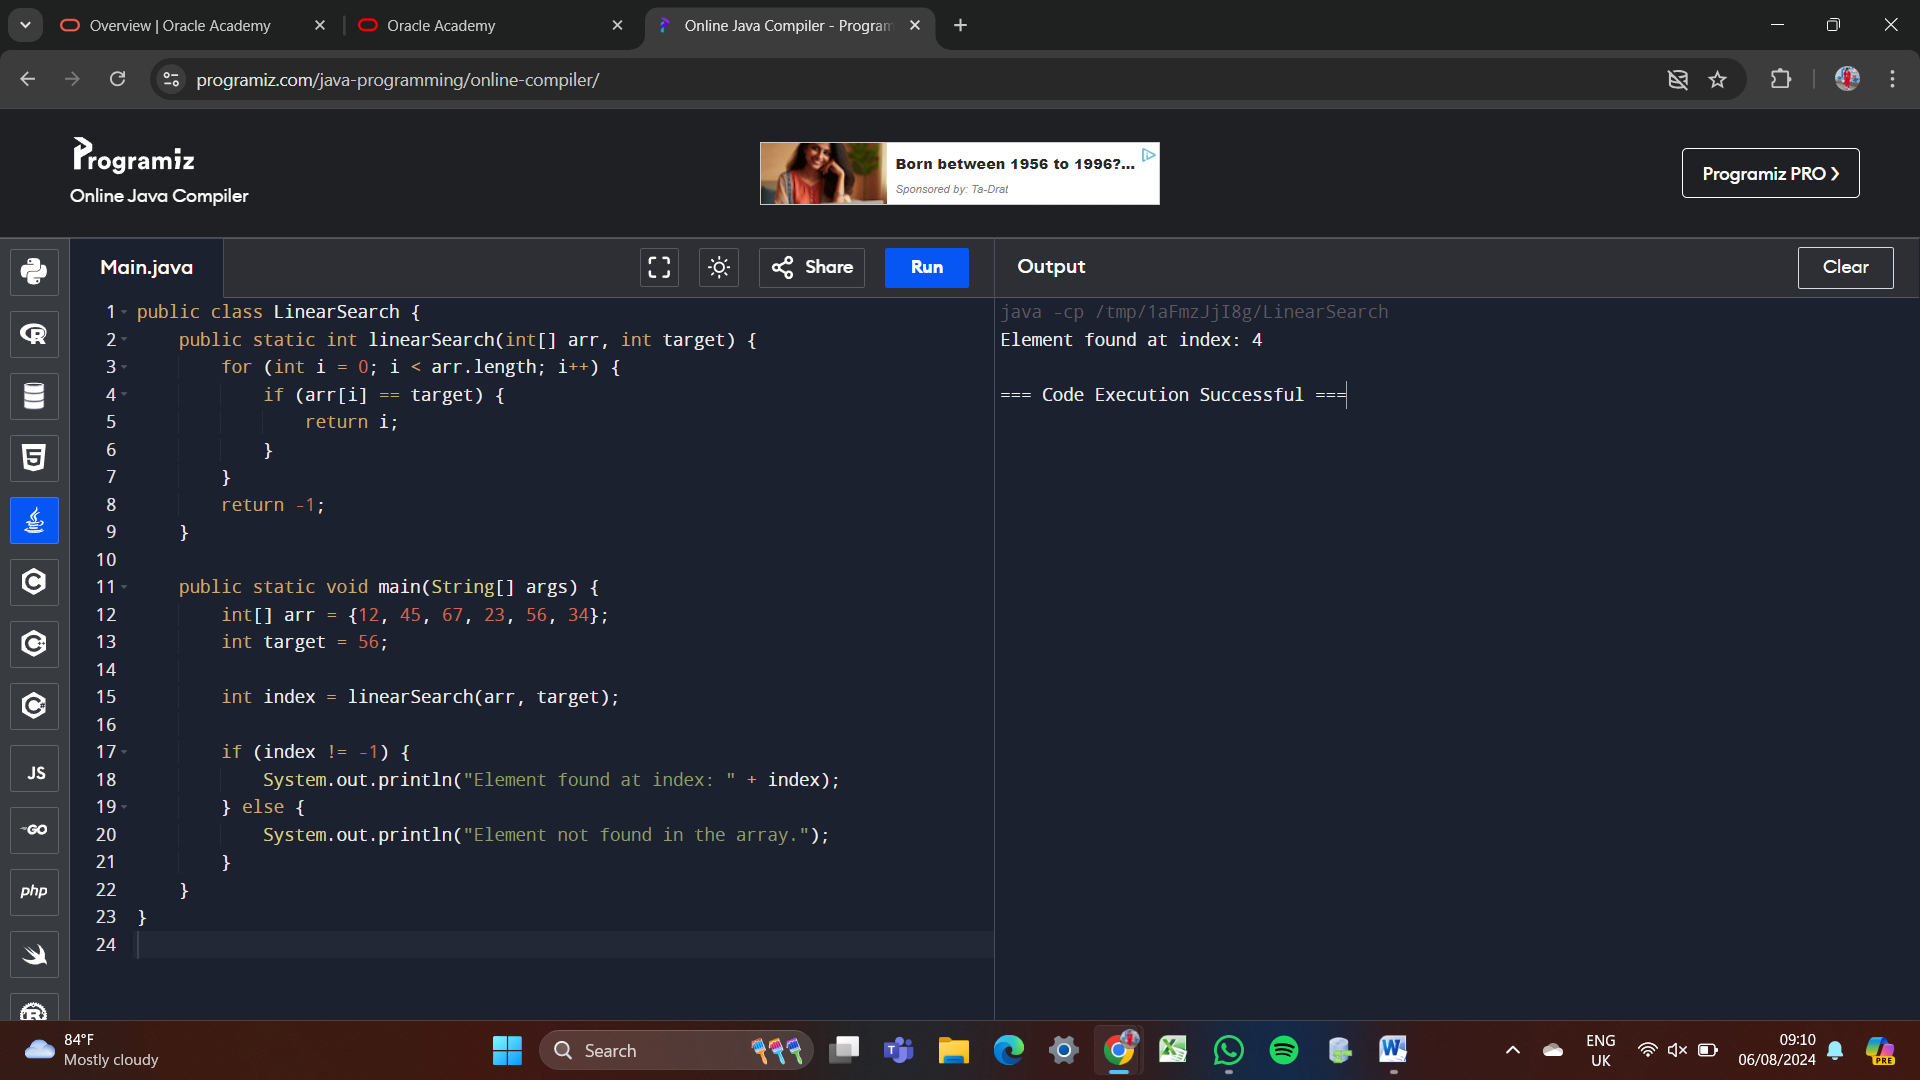 Overview | Oracle Academy
Oracle Academy
Online Java Compiler - Program
programiz.com/java-programming/online-compiler/
Programiz
Online Java Compiler
Born between 1956 to 1996?...
Sponsored by: Ta-Drat
Programiz PRO
Main.java
Share
Run
Output
Clear
1 public class LinearSearch {
2     public static int linearSearch(int[] arr, int target) {
3         for (int i = 0; i < arr.length; i++) {
4             if (arr[i] == target) {
5                 return i;
6             }
7         }
8         return -1;
9     }
10
11     public static void main(String[] args) {
12         int[] arr = {12, 45, 67, 23, 56, 34};
13         int target = 56;
14
15         int index = linearSearch(arr, target);
16
17         if (index != -1) {
18             System.out.println("Element found at index: " + index);
19         } else {
20             System.out.println("Element not found in the array.");
21         }
22     }
23 }
24
java -cp /tmp/1aFmzJjI8g/LinearSearch
Element found at index: 4
=== Code Execution Successful ===
R
5
C
C++
C#
JS
GO
php
R
84°F
Mostly cloudy
Search
ENG
UK
09:10
06/08/2024
PRE